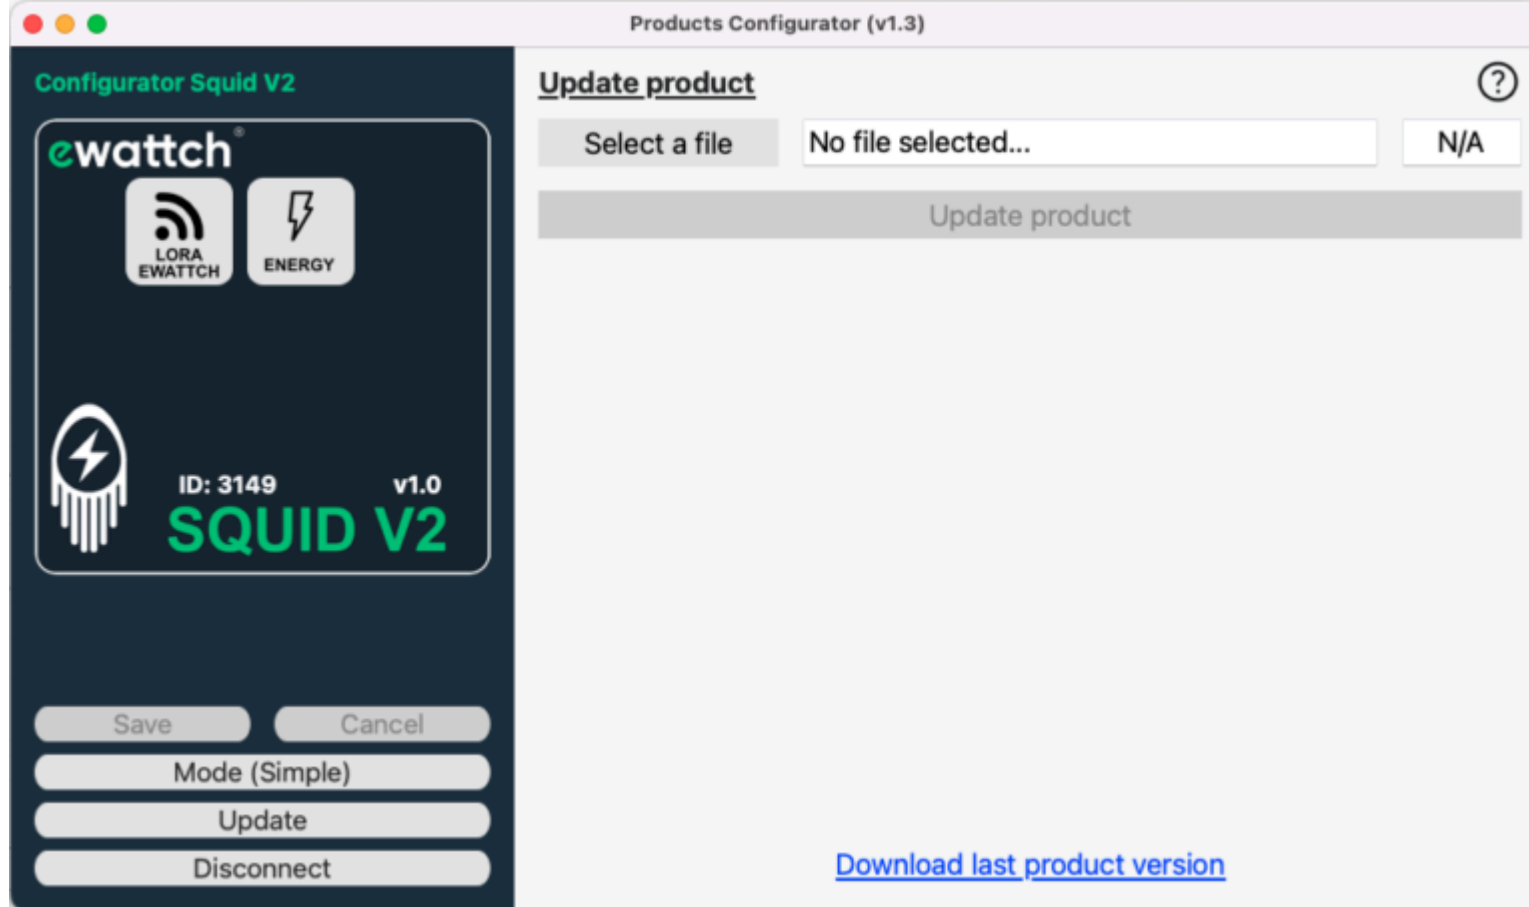 Products Configurator (v1.3)
Configurator Squid V2
ewattch®
LORA
EWATTCH
ENERGY
ID: 3149 v1.0
SQUID V2
Save Cancel
Mode (Simple)
Update
Disconnect
Update product
?
Select a file No file selected... N/A
Update product
Download last product version